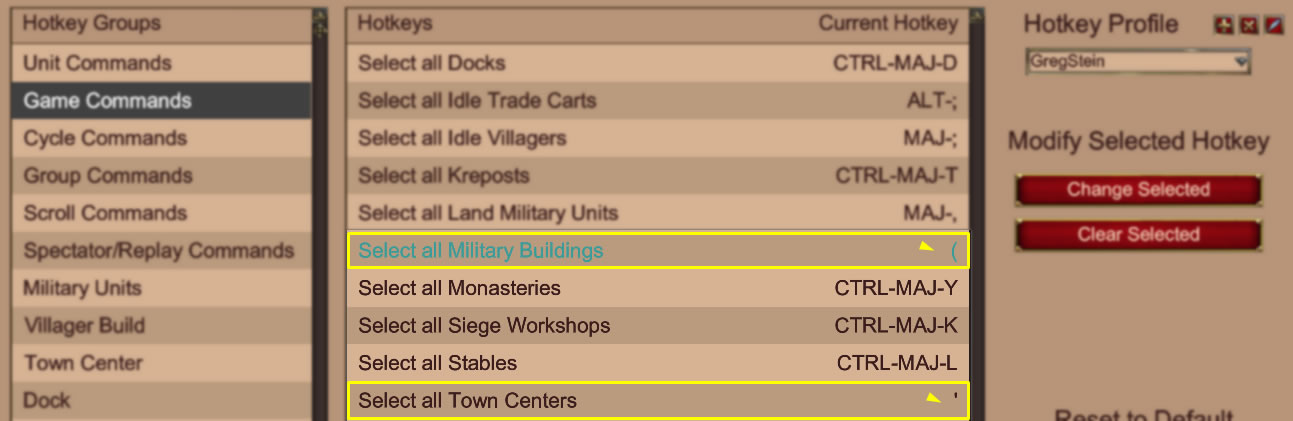 Hotkey Groups
Unit Commands
Game Commands
Cycle Commands
Group Commands
Scroll Commands
Spectator/Replay Commands
Military Units
Villager Build
Town Center
Dock
Hotkeys Current Hotkey
Select all Docks CTRL-MAJ-D
Select all Idle Trade Carts ALT-;
Select all Idle Villagers MAJ-;
Select all Kreposts CTRL-MAJ-T
Select all Land Military Units MAJ-,
Select all Military Buildings (
Select all Monasteries CTRL-MAJ-Y
Select all Siege Workshops CTRL-MAJ-K
Select all Stables CTRL-MAJ-L
Select all Town Centers '
Hotkey Profile
GregStein
Modify Selected Hotkey
Change Selected
Clear Selected
Reset to Default